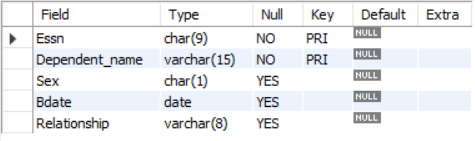 Field Type Null Key Default Extra
Essn char(9) NO PRI NULL
Dependent_name varchar(15) NO PRI NULL
Sex char(1) YES NULL
Bdate date YES NULL
Relationship varchar(8) YES NULL